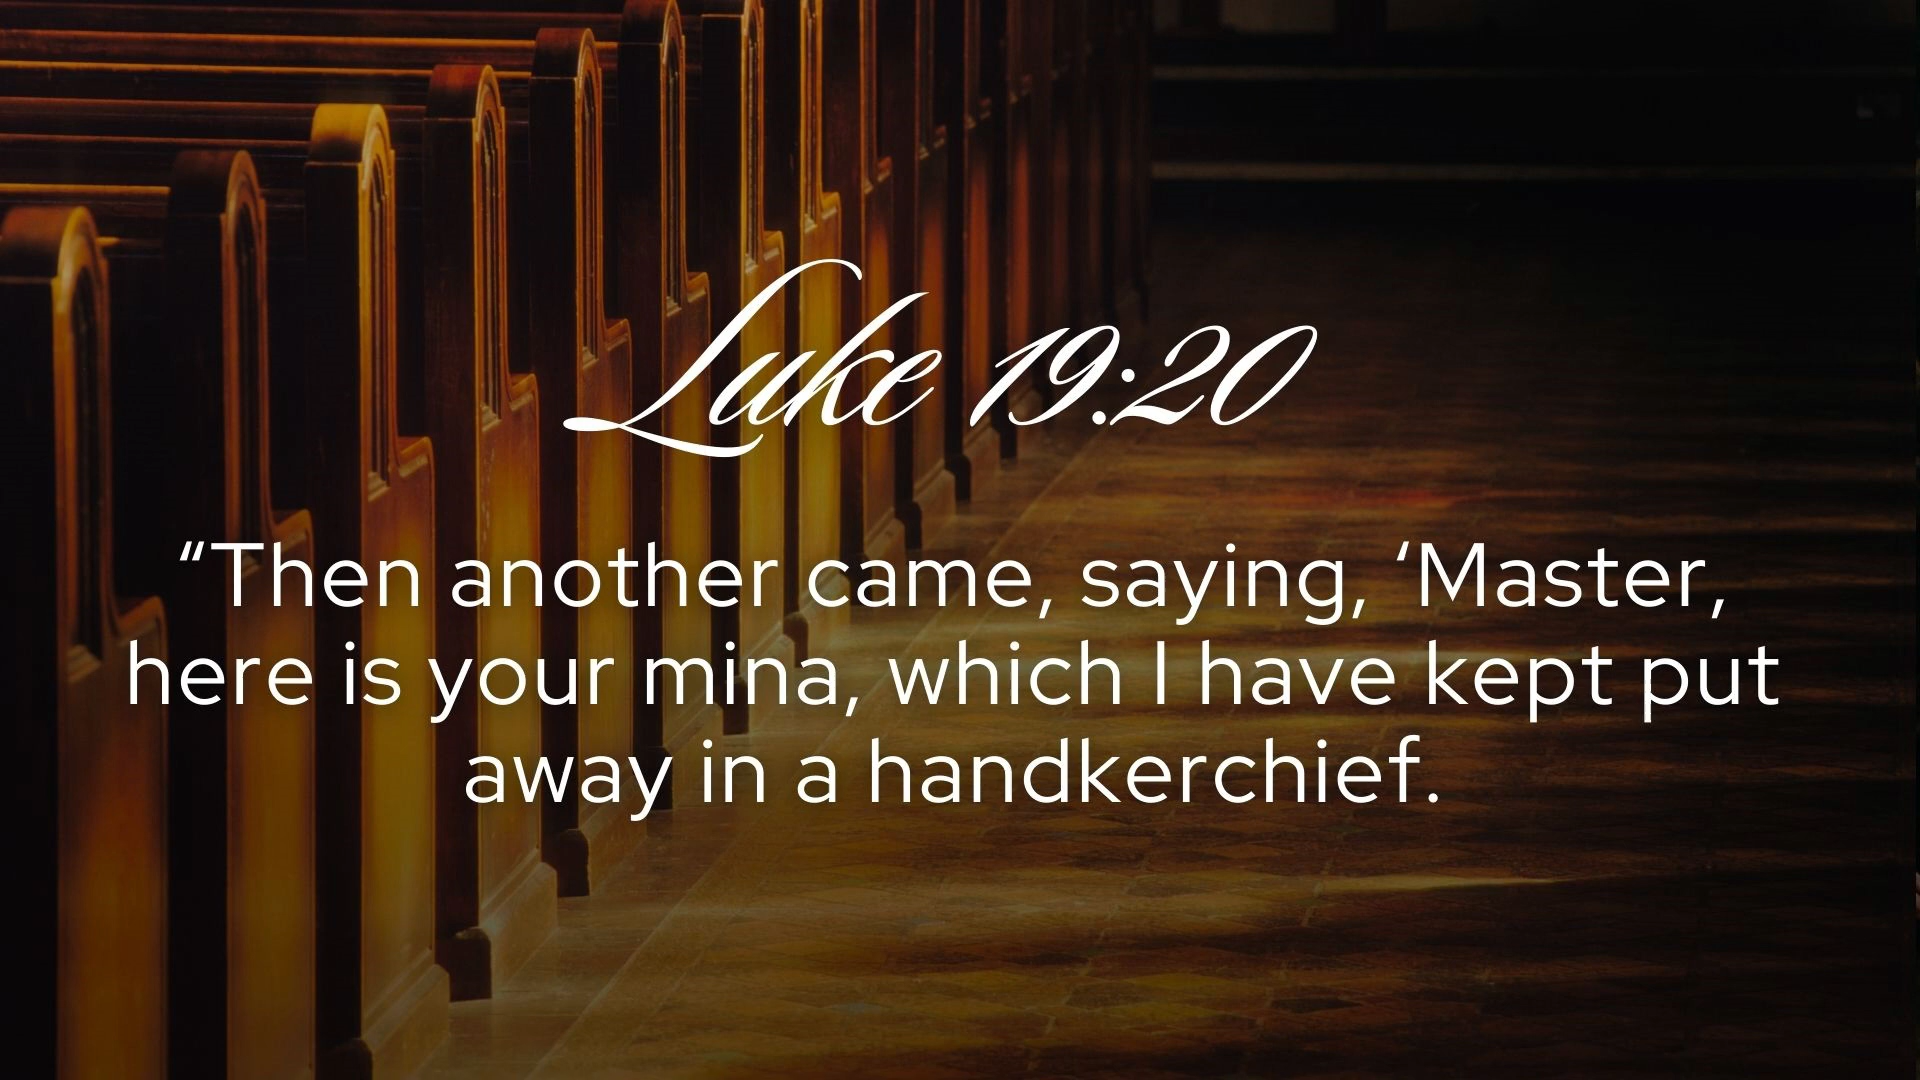 Luke 19:20
“Then another came, saying, ‘Master,
here is your mina, which I have kept put
away in a handkerchief.